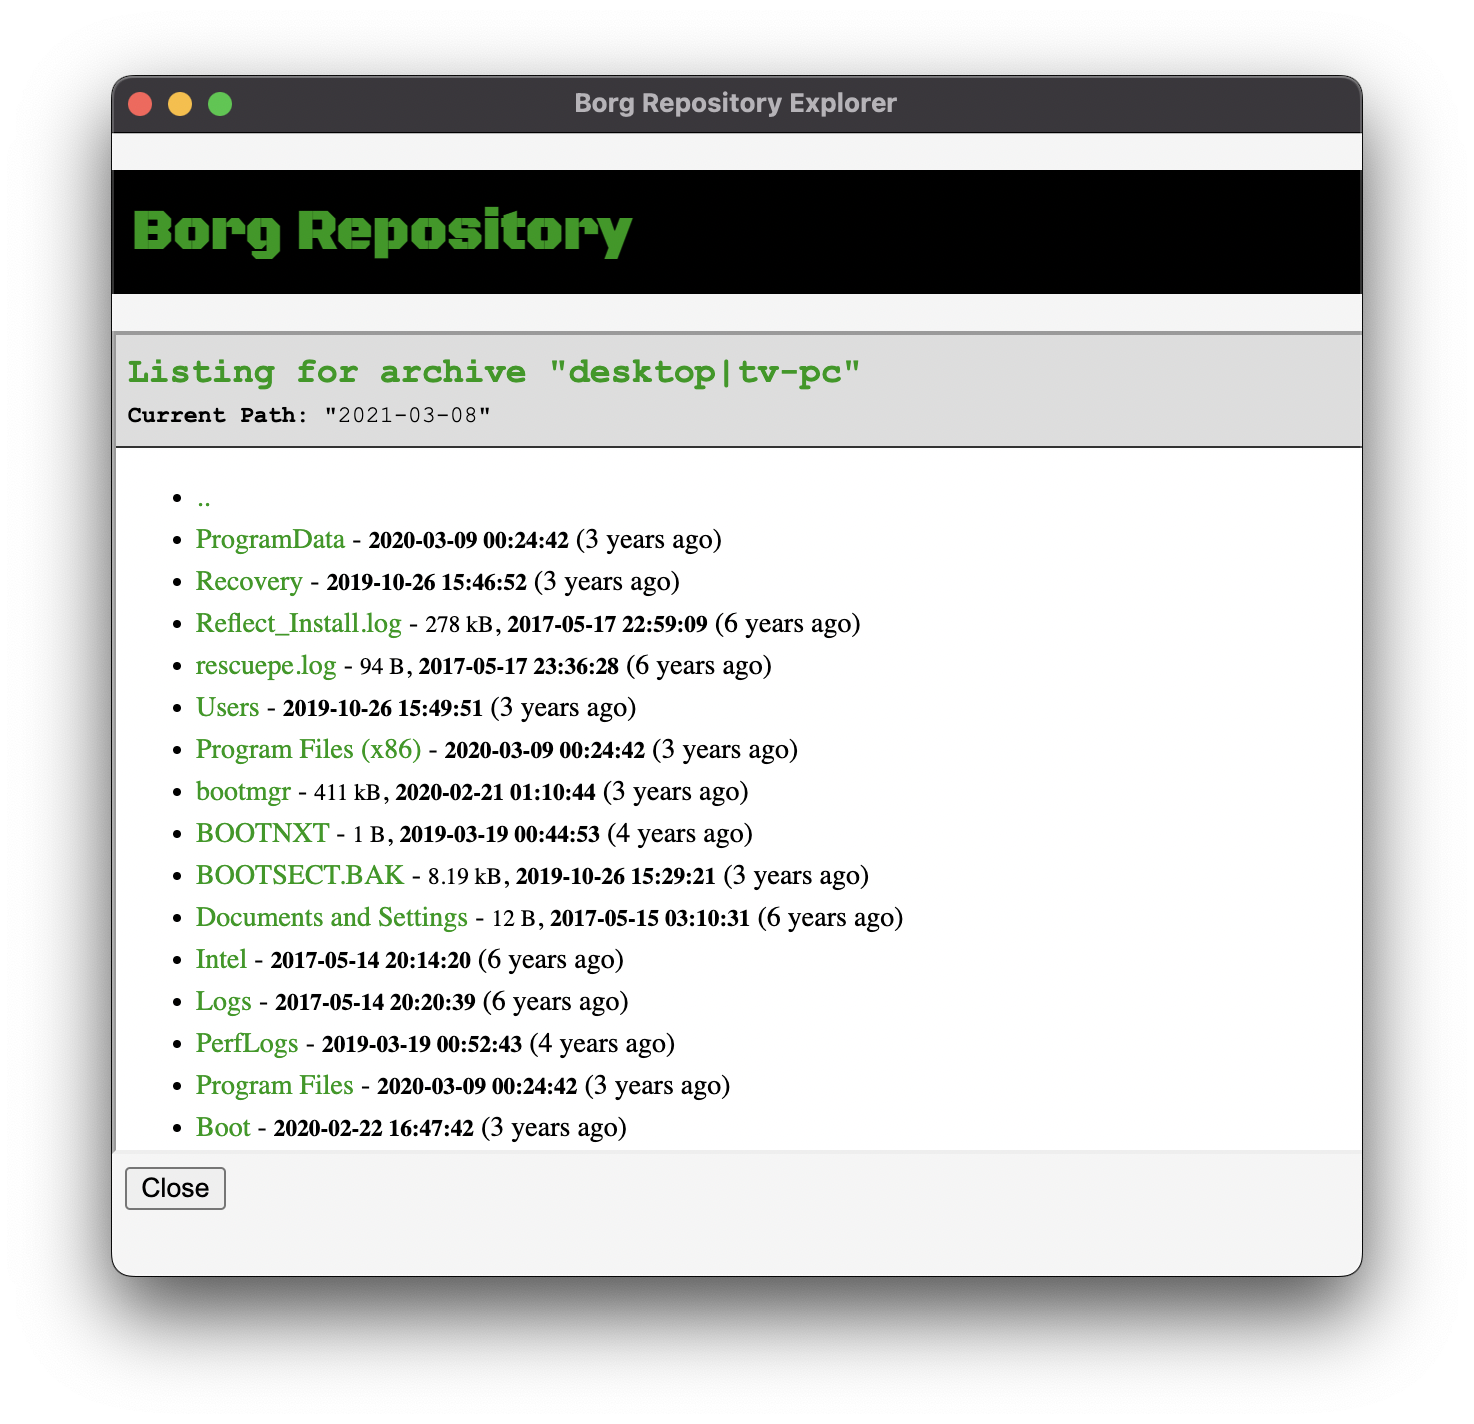 Borg Repository Explorer
Borg Repository
Listing for archive "desktop|tv-pc"
Current Path: "2021-03-08"
..
ProgramData - 2020-03-09 00:24:42 (3 years ago)
Recovery - 2019-10-26 15:46:52 (3 years ago)
Reflect_Install.log - 278 kB, 2017-05-17 22:59:09 (6 years ago)
rescuepe.log - 94 B, 2017-05-17 23:36:28 (6 years ago)
Users - 2019-10-26 15:49:51 (3 years ago)
Program Files (x86) - 2020-03-09 00:24:42 (3 years ago)
bootmgr - 411 kB, 2020-02-21 01:10:44 (3 years ago)
BOOTNXT - 1 B, 2019-03-19 00:44:53 (4 years ago)
BOOTSECT.BAK - 8.19 kB, 2019-10-26 15:29:21 (3 years ago)
Documents and Settings - 12 B, 2017-05-15 03:10:31 (6 years ago)
Intel - 2017-05-14 20:14:20 (6 years ago)
Logs - 2017-05-14 20:20:39 (6 years ago)
PerfLogs - 2019-03-19 00:52:43 (4 years ago)
Program Files - 2020-03-09 00:24:42 (3 years ago)
Boot - 2020-02-22 16:47:42 (3 years ago)
Close